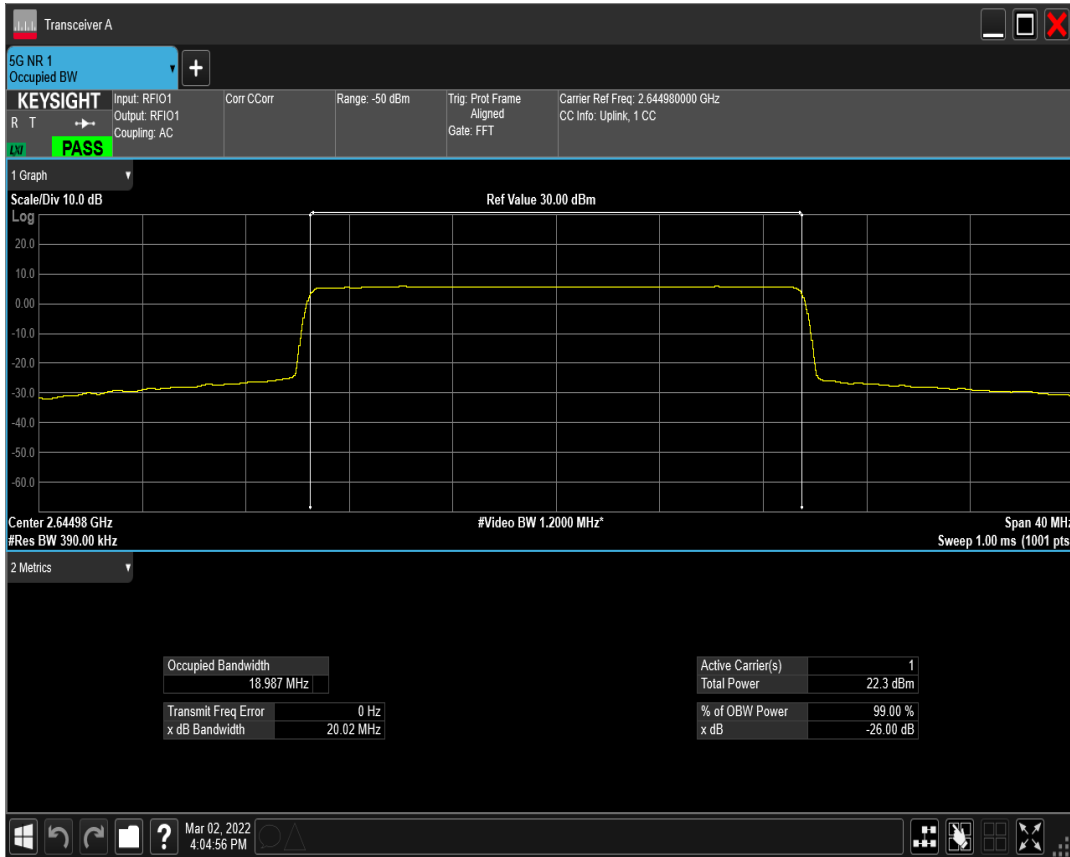 Transceiver A
5G NR 1
Occupied BW
+
KEYSIGHT
R T
LXI
PASS
Input: RFIO1
Output: RFIO1
Coupling: AC
Corr CCorr
Range: -50 dBm
Trig: Prot Frame
Aligned
Gate: FFT
Carrier Ref Freq: 2.644980000 GHz
CC Info: Uplink, 1 CC
1 Graph
Scale/Div 10.0 dB
Ref Value 30.00 dBm
Log
20.0
10.0
0.00
-10.0
-20.0
-30.0
-40.0
-50.0
-60.0
Center 2.64498 GHz
#Video BW 1.2000 MHz*
Span 40 MHz
#Res BW 390.00 kHz
Sweep 1.00 ms (1001 pts
2 Metrics
Occupied Bandwidth
18.987 MHz
Transmit Freq Error 0 Hz
x dB Bandwidth 20.02 MHz
Active Carrier(s) 1
Total Power 22.3 dBm
% of OBW Power 99.00 %
x dB -26.00 dB
?
Mar 02, 2022
4:04:56 PM